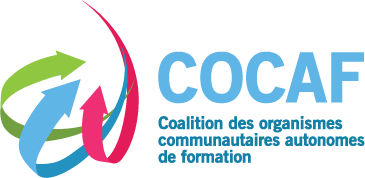 COCAF
Coalition des organismes
communautaires autonomes
de formation